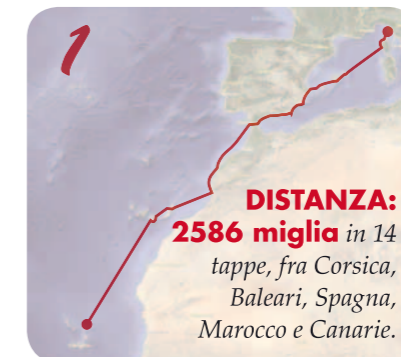 1
DISTANZA:
2586 miglia in 14
tappe, fra Corsica,
Baleari, Spagna,
Marocco e Canarie.